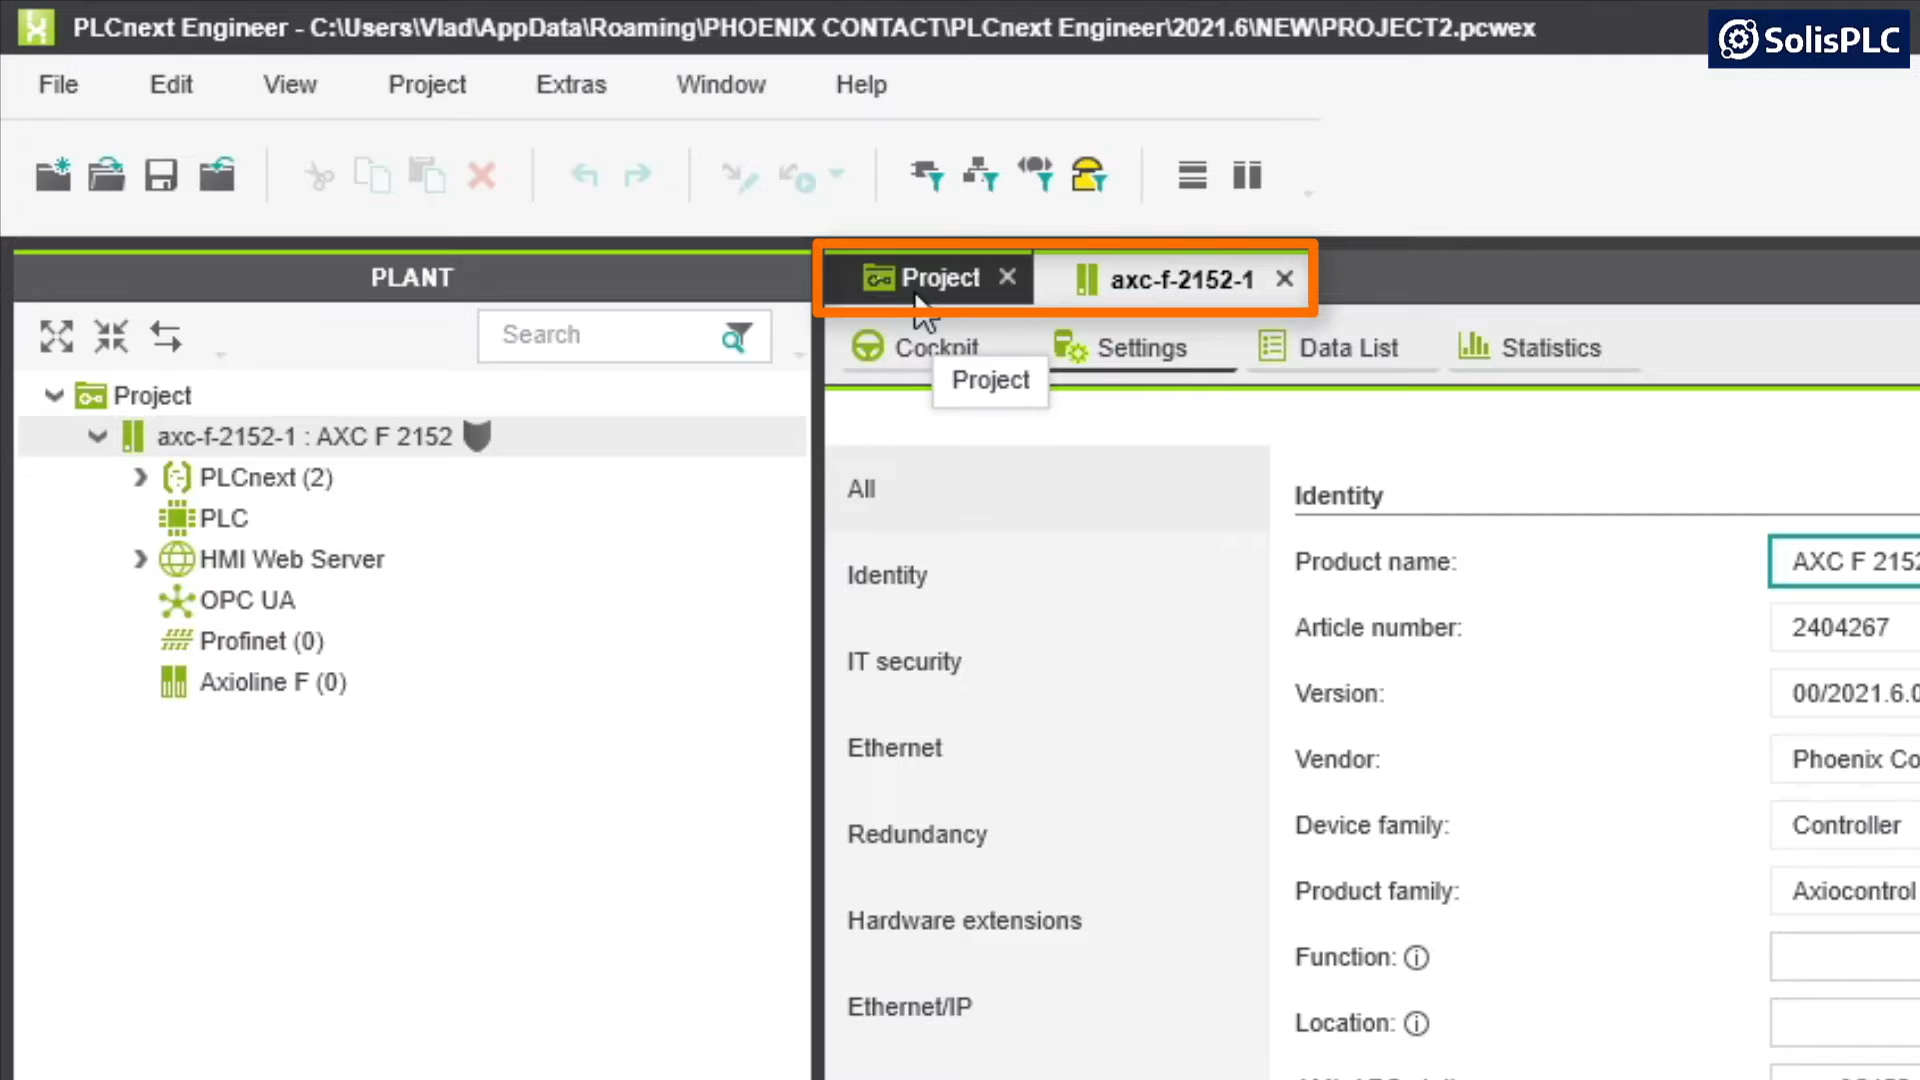 PLCnext Engineer - C:\Users\Vlad\AppData\Roaming\PHOENIX CONTACT\PLCnext Engineer\2021.6\NEW\PROJECT2.pcwex
SolisPLC
File Edit View Project Extras Window Help
PLANT
Project
axc-f-2152-1
Search
Cockpit
Settings
Data List
Statistics
Project
Project
axc-f-2152-1 : AXC F 2152
PLCnext (2)
PLC
HMI Web Server
OPC UA
Profinet (0)
Axioline F (0)
All
Identity
IT security
Ethernet
Redundancy
Hardware extensions
Ethernet/IP
Identity
Product name: AXC F 2152
Article number: 2404267
Version: 00/2021.6.0
Vendor: Phoenix Co
Device family: Controller
Product family: Axiocontrol
Function:
Location: